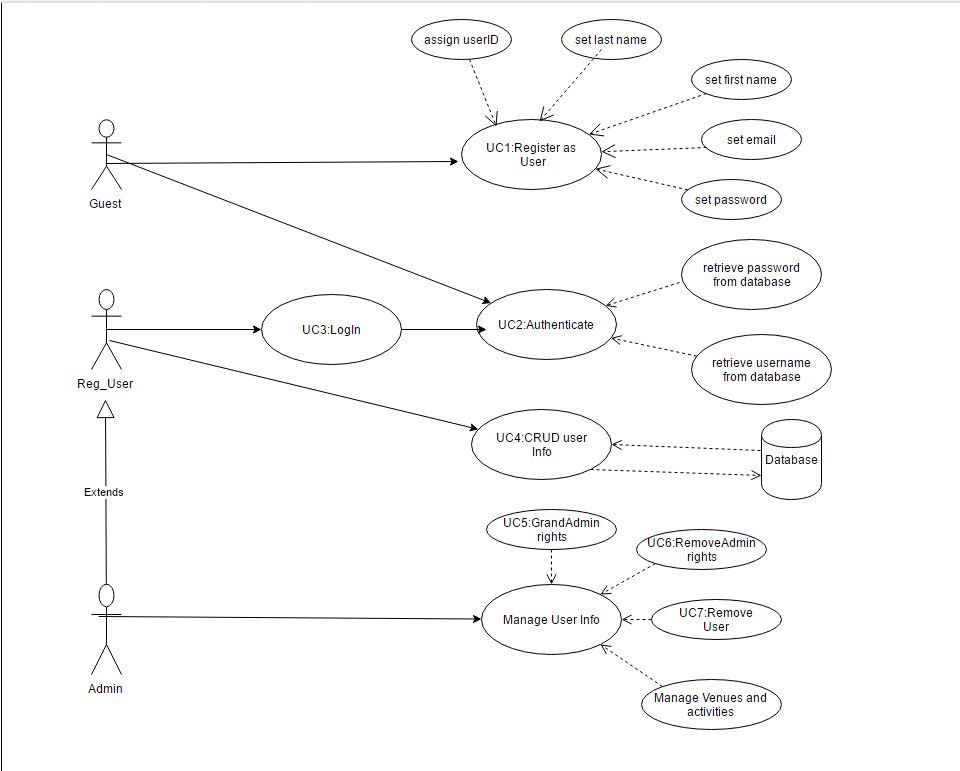 assign userID
set last name
set first name
UC1:Register as
User
set email
set password
Guest
retrieve password
from database
UC3:LogIn
UC2:Authenticate
retrieve username
from database
Reg_User
UC4:CRUD user
Info
Database
Extends
UC5:GrandAdmin
rights
UC6:RemoveAdmin
rights
Manage User Info
UC7:Remove
User
Admin
Manage Venues and
activities